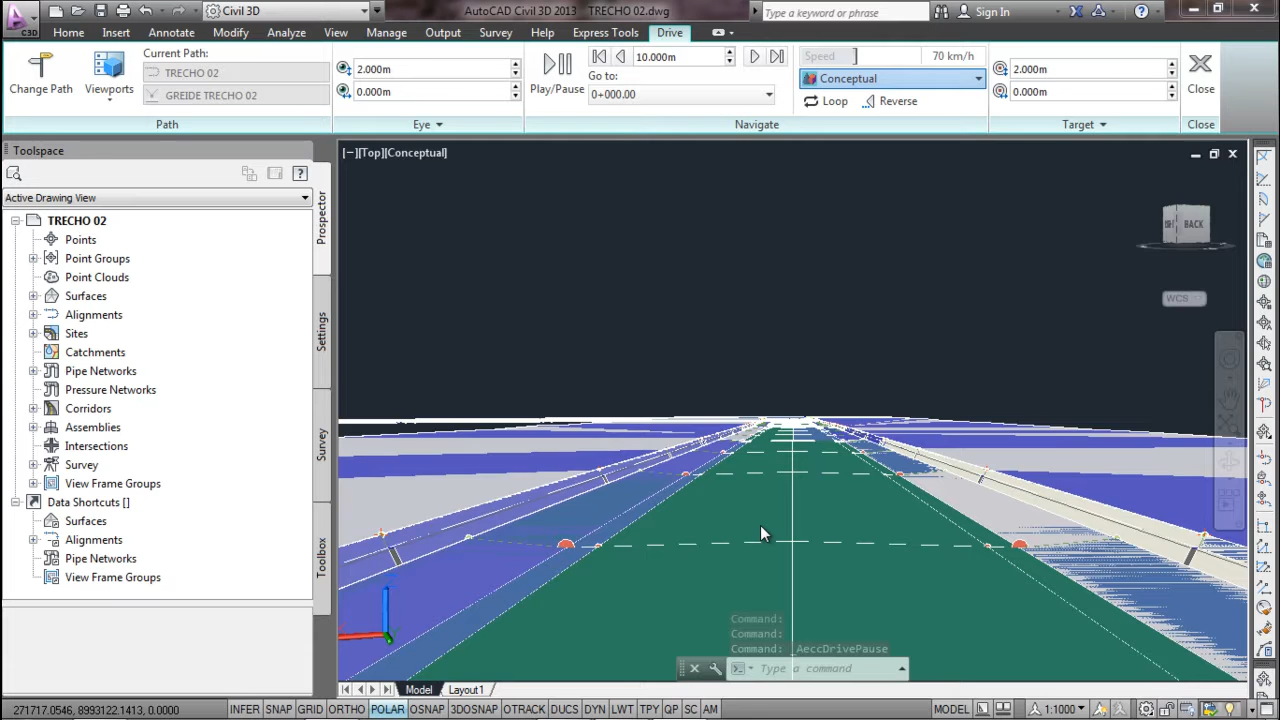 C3D
Civil 3D
AutoCAD Civil 3D 2013 TRECHO 02.dwg
Type a keyword or phrase
Sign In
Home Insert Annotate Modify Analyze View Manage Output Survey Help Express Tools Drive
Change Path
Viewports
Current Path:
TRECHO 02
GREIDE TRECHO 02
Path
2.000m
0.000m
Eye
Play/Pause
10.000m
Go to:
0+000.00
Speed 70 km/h
Conceptual
Loop Reverse
Navigate
2.000m
0.000m
Target
Close
Close
Toolspace
Active Drawing View
TRECHO 02
Points
Point Groups
Point Clouds
Surfaces
Alignments
Sites
Catchments
Pipe Networks
Pressure Networks
Corridors
Assemblies
Intersections
Survey
View Frame Groups
Data Shortcuts []
Surfaces
Alignments
Pipe Networks
View Frame Groups
Prospector
Settings
Survey
Toolbox
[−][Top][Conceptual]
BACK
WCS
Command:
Command:
Command: _AeccDrivePause
Type a command
Model Layout1
271717.0546, 8993122.1413, 0.0000 INFER SNAP GRID ORTHO POLAR OSNAP 3DOSNAP OTRACK DUCS DYN LWT TPY QP SC AM MODEL 1:1000